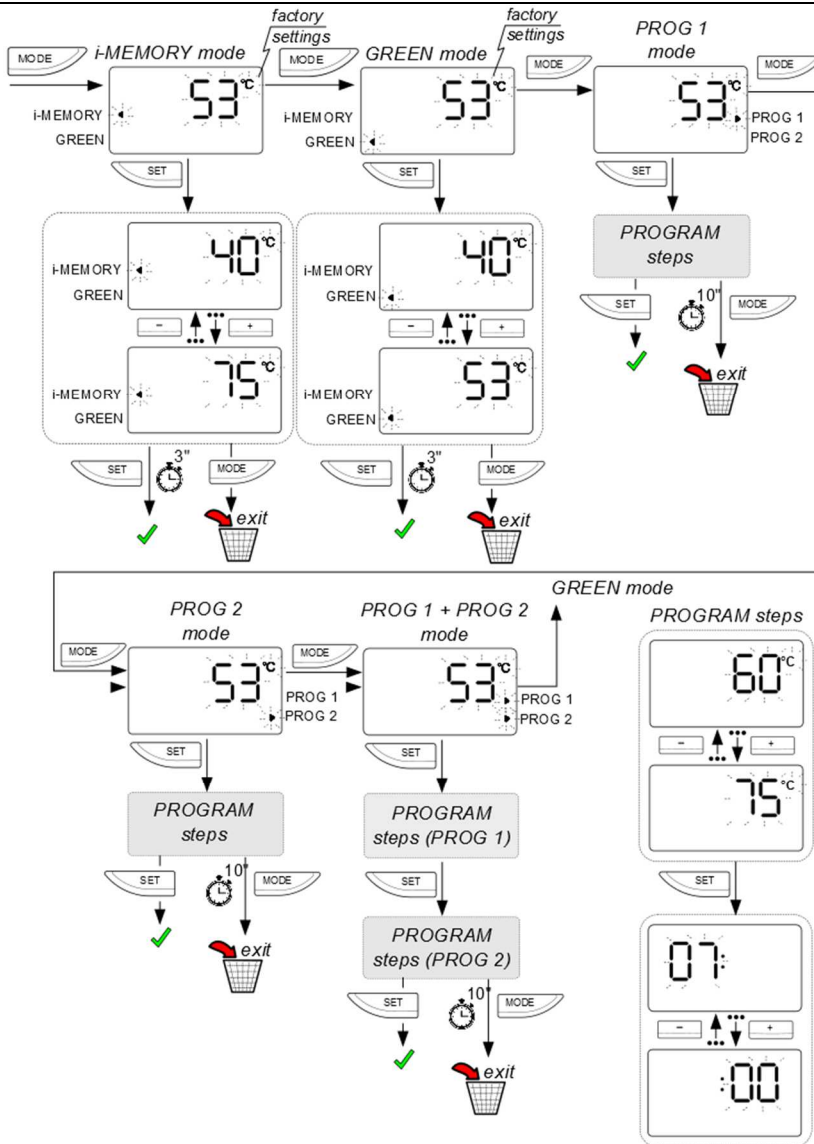 factory
settings
factory
settings
PROG 1
mode
MODE
i-MEMORY mode
MODE
GREEN mode
MODE
MODE
53°C
i-MEMORY
GREEN
53°C
i-MEMORY
GREEN
53°C
PROG 1
PROG 2
SET
SET
SET
40°C
i-MEMORY
GREEN
- +
75°C
i-MEMORY
GREEN
40°C
i-MEMORY
GREEN
- +
53°C
i-MEMORY
GREEN
PROGRAM
steps
SET
10"
MODE
exit
SET
3"
MODE
exit
SET
3"
MODE
exit
PROG 2
mode
PROG 1 + PROG 2
mode
GREEN mode
PROGRAM steps
MODE
53°C
PROG 1
PROG 2
MODE
53°C
PROG 1
PROG 2
60°C
- +
75°C
SET
SET
PROGRAM
steps
PROGRAM
steps (PROG 1)
SET
10"
MODE
exit
SET
PROGRAM
steps (PROG 2)
SET
10"
MODE
exit
SET
07:
- +
:00